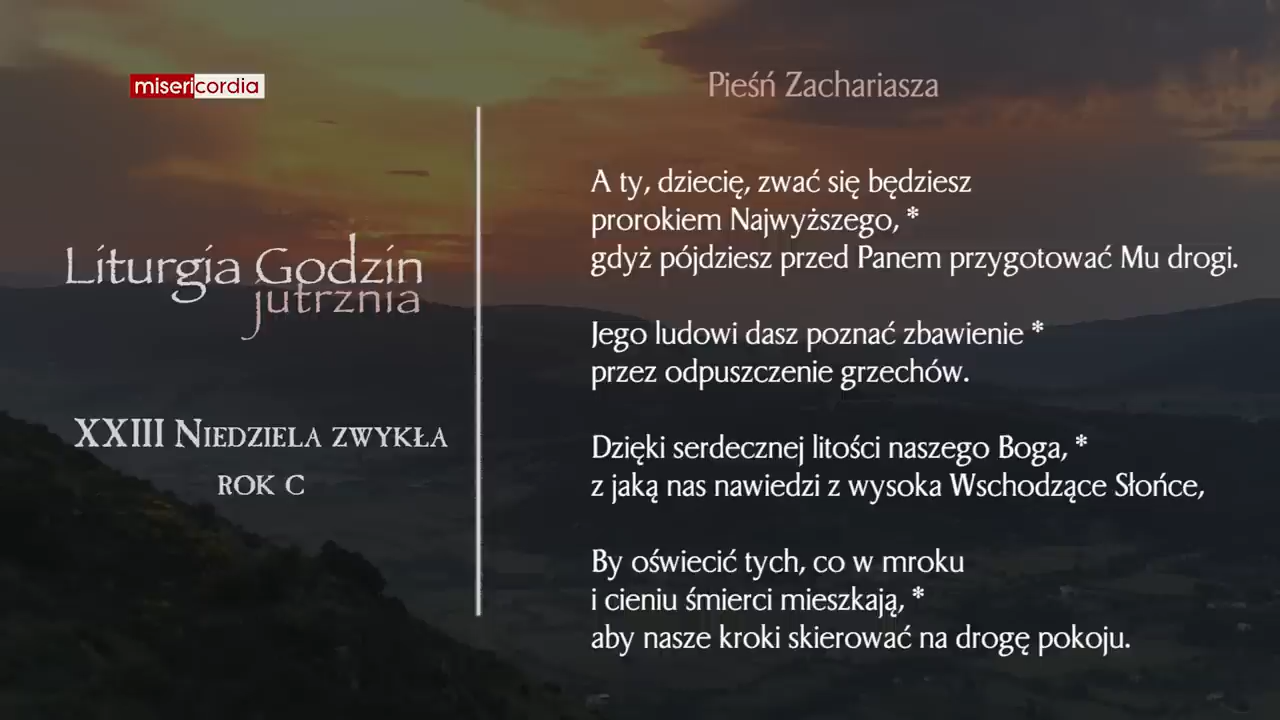 misericordia
Liturgia Godzin
jutrznia
XXIII Niedziela zwykła
rok C
Pieśń Zachariasza
A ty, dziecię, zwać się będziesz
prorokiem Najwyższego, *
gdyż pójdziesz przed Panem przygotować Mu drogi.
Jego ludowi dasz poznać zbawienie *
przez odpuszczenie grzechów.
Dzięki serdecznej litości naszego Boga, *
z jaką nas nawiedzi z wysoka Wschodzące Słońce,
By oświecić tych, co w mroku
i cieniu śmierci mieszkają, *
aby nasze kroki skierować na drogę pokoju.